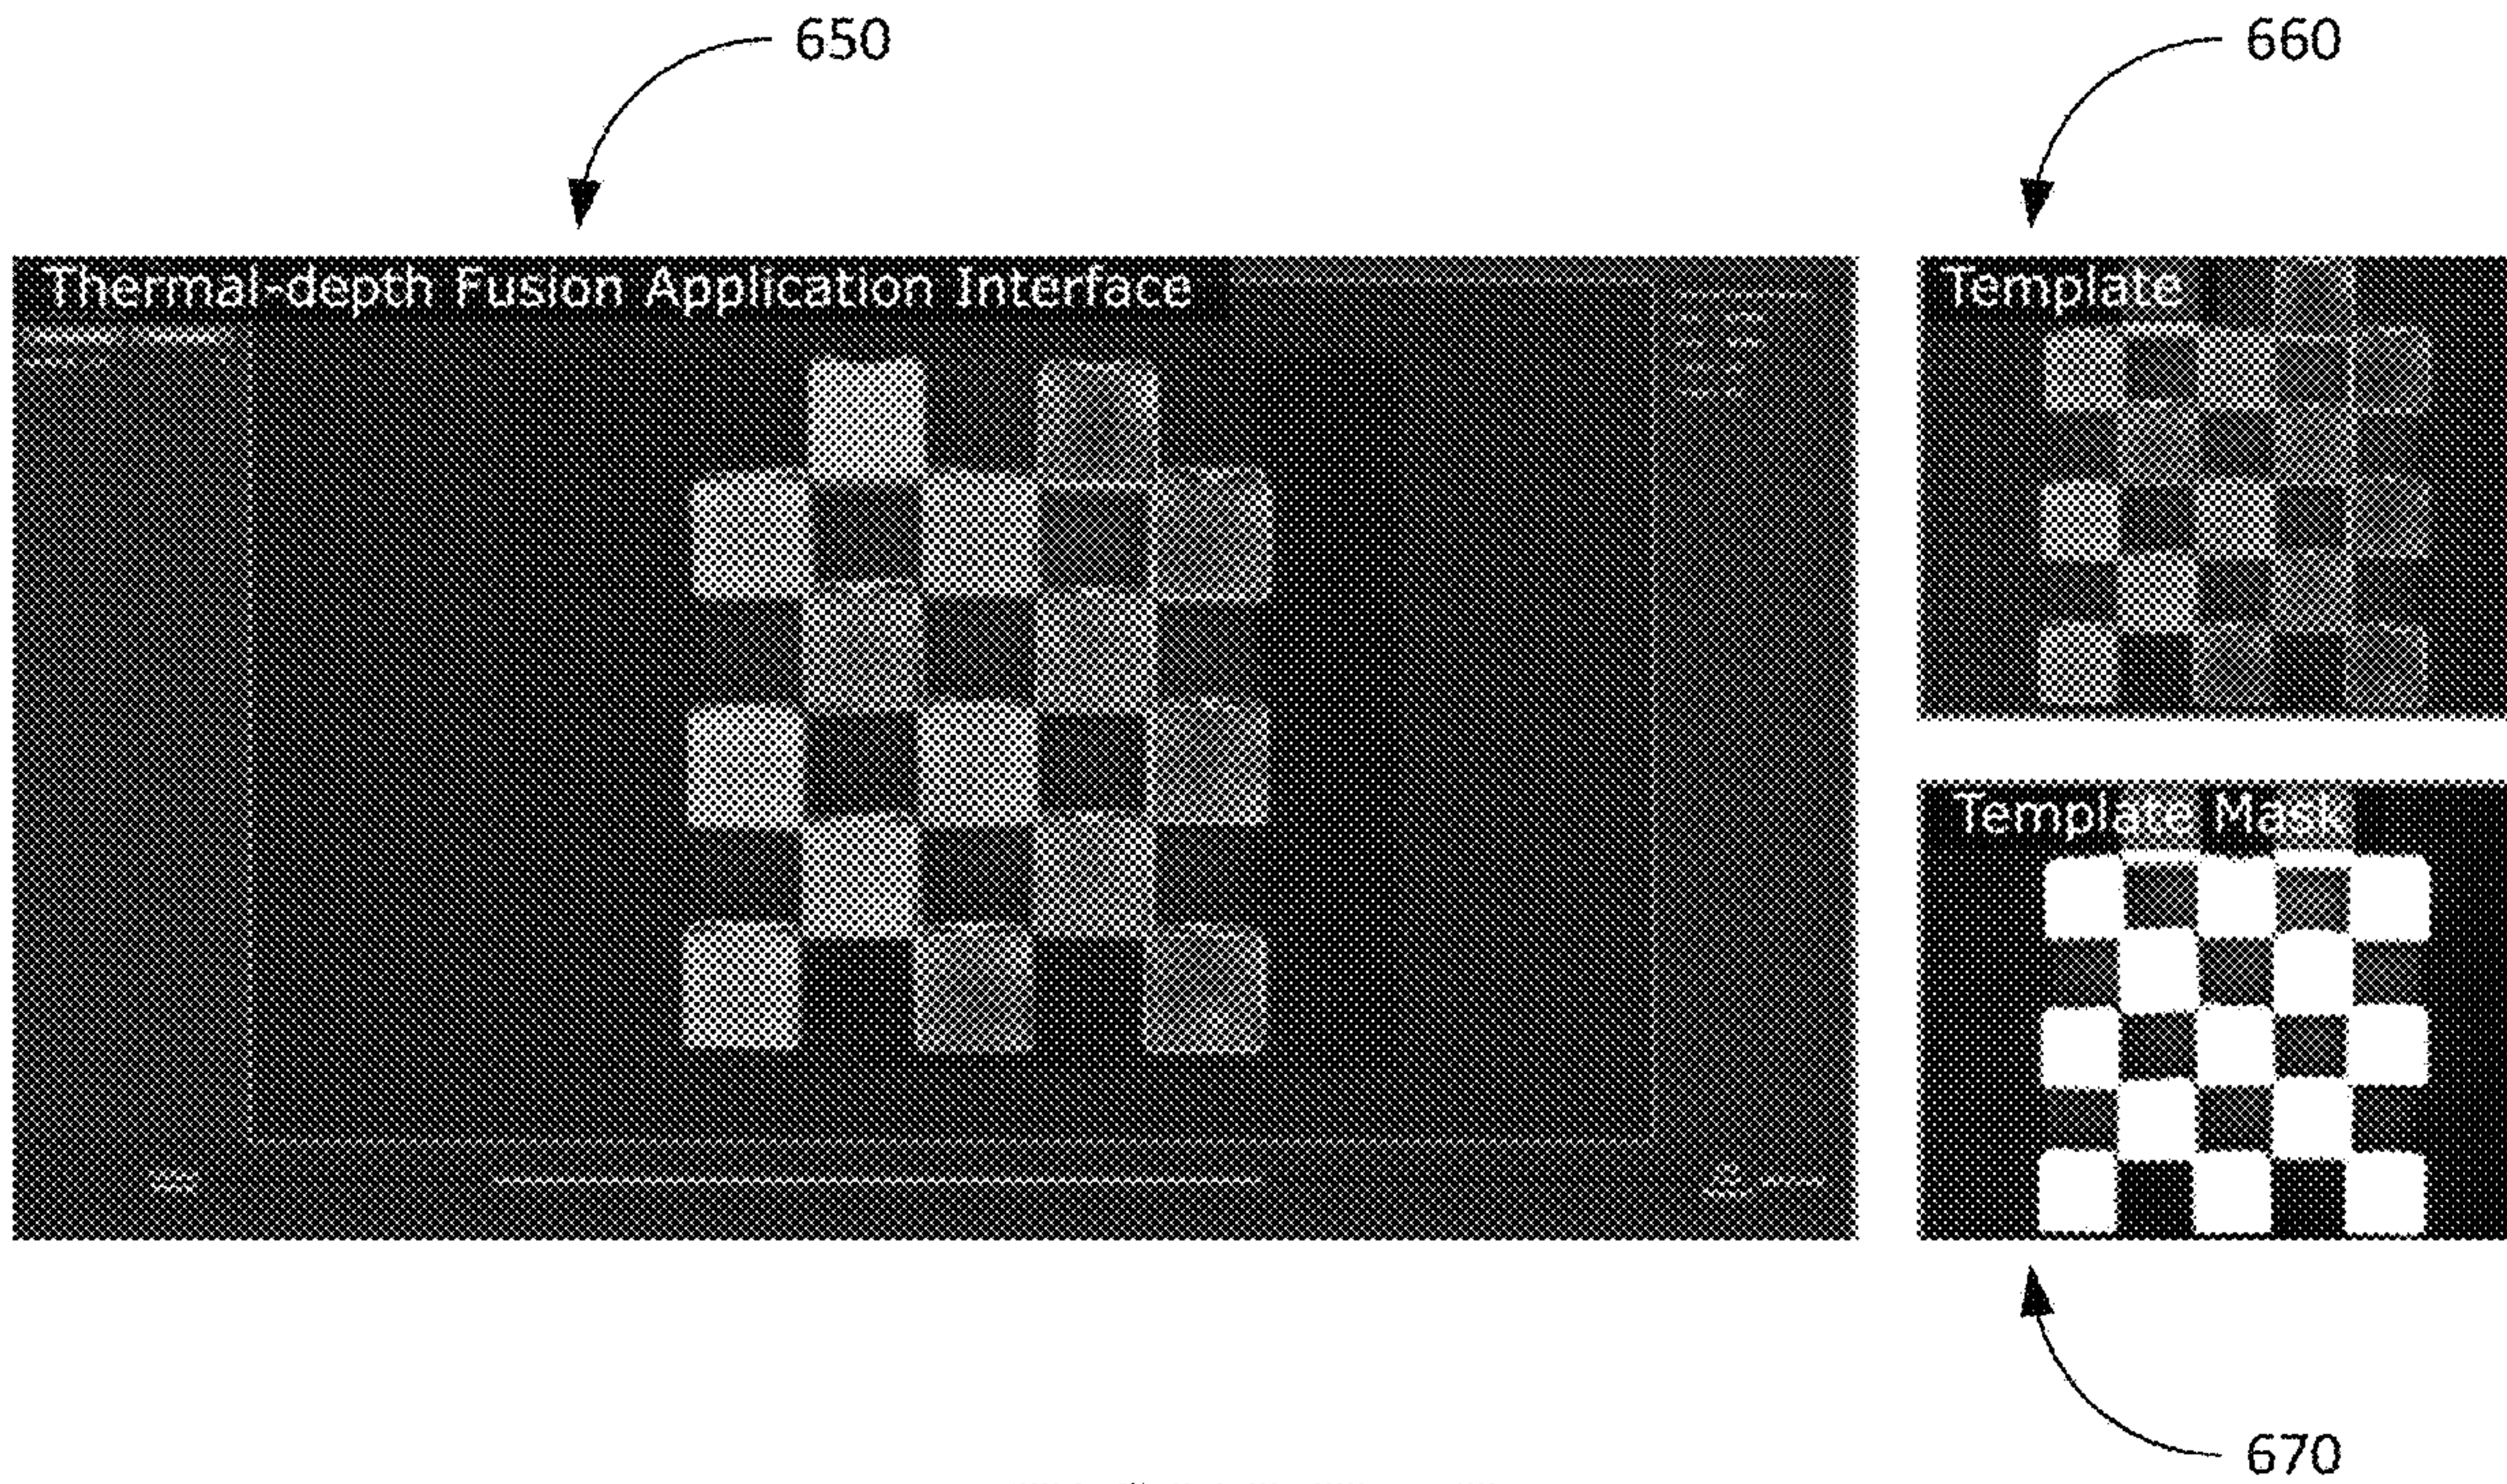 650
660
Thermal-depth Fusion Application Interface
Template
Template Mask
670